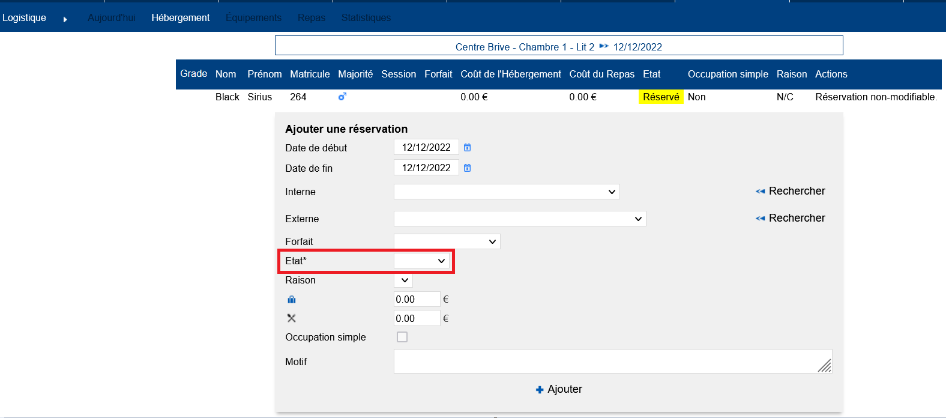 Logistique Aujourd'hui Hébergement Equipements Repas Statistiques
Centre Brive - Chambre 1 - Lit 2 12/12/2022
Grade Nom Prénom Matricule Majorité Session Forfait Coût de l'Hébergement Coût du Repas Etat Occupation simple Raison Actions
Black Sirius 264 0.00 € 0.00 € Réservé Non N/C Réservation non-modifiable
Ajouter une réservation
Date de début 12/12/2022
Date de fin 12/12/2022
Interne Rechercher
Externe Rechercher
Forfait
Etat*
Raison
0.00 €
0.00 €
Occupation simple
Motif
Ajouter